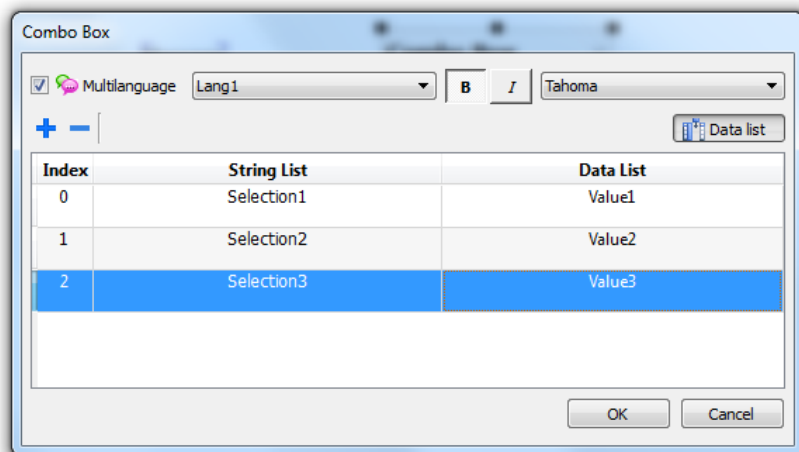 Combo Box
Multilanguage Lang1 B I Tahoma
Data list
Index String List Data List
0 Selection1 Value1
1 Selection2 Value2
2 Selection3 Value3
OK Cancel